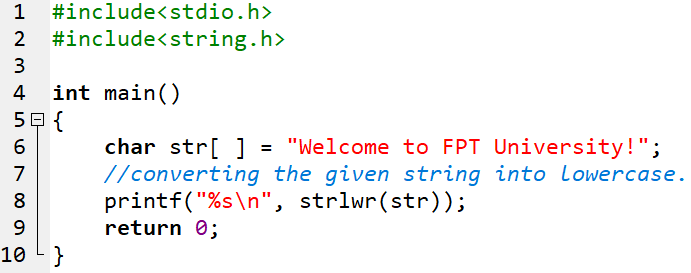 1 #include<stdio.h>
2 #include<string.h>
3
4 int main()
5 {
6 char str[ ] = "Welcome to FPT University!";
7 //converting the given string into lowercase.
8 printf("%s\n", strlwr(str));
9 return 0;
10 }